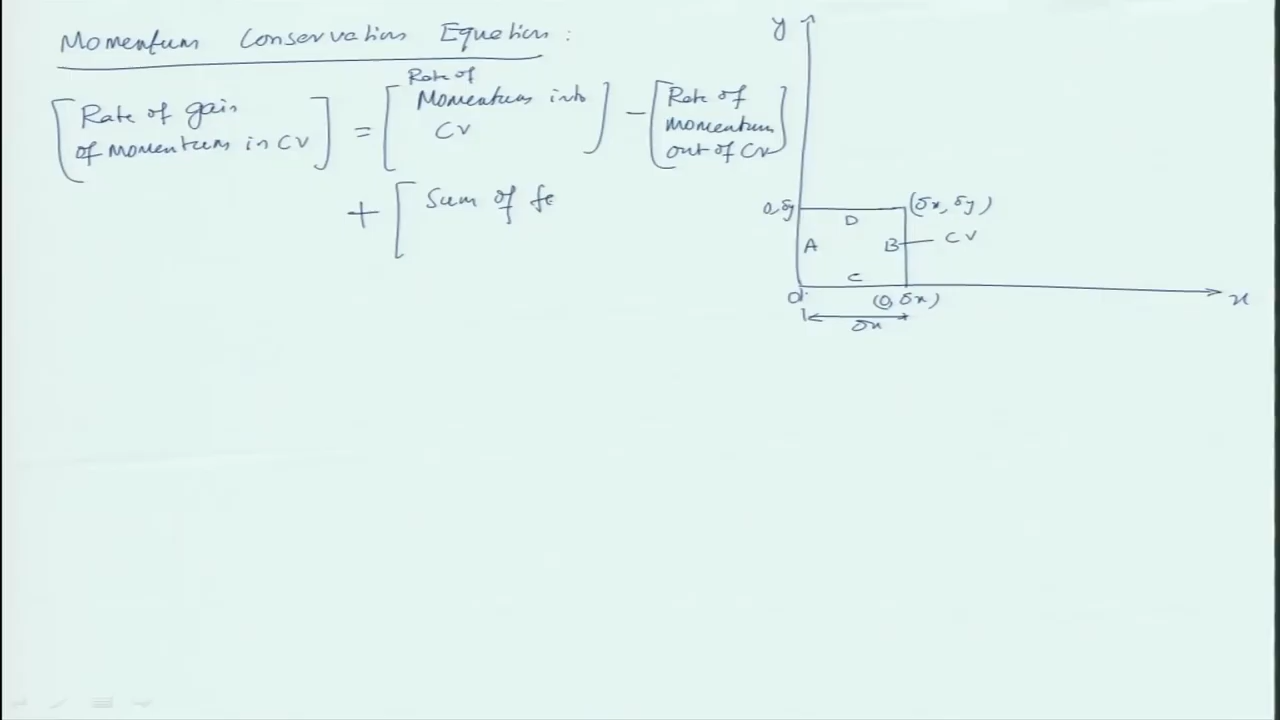 Momentum Conservation Equation :
[Rate of gain of momentum in CV] = [Rate of Momentum into CV] - [Rate of momentum out of CV]
+ [Sum of fo
y
0, δy
(δx, δy)
D
A
B
CV
C
O
(0, δx)
x
δx